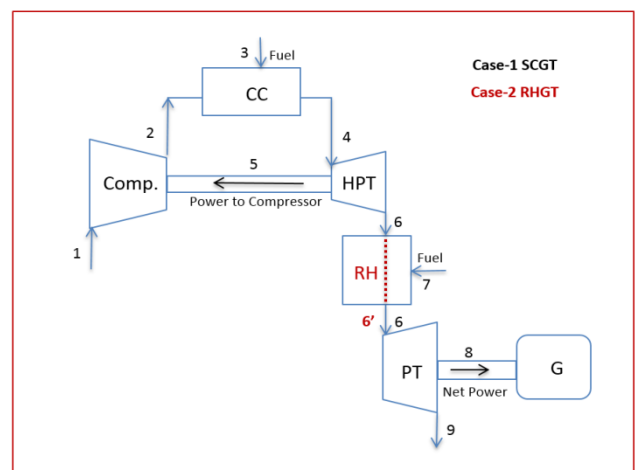 3
Fuel
Case-1 SCGT
CC
Case-2 RHGT
2
4
5
Comp.
HPT
Power to Compressor
6
1
RH
Fuel
7
6’
6
8
PT
G
Net Power
9